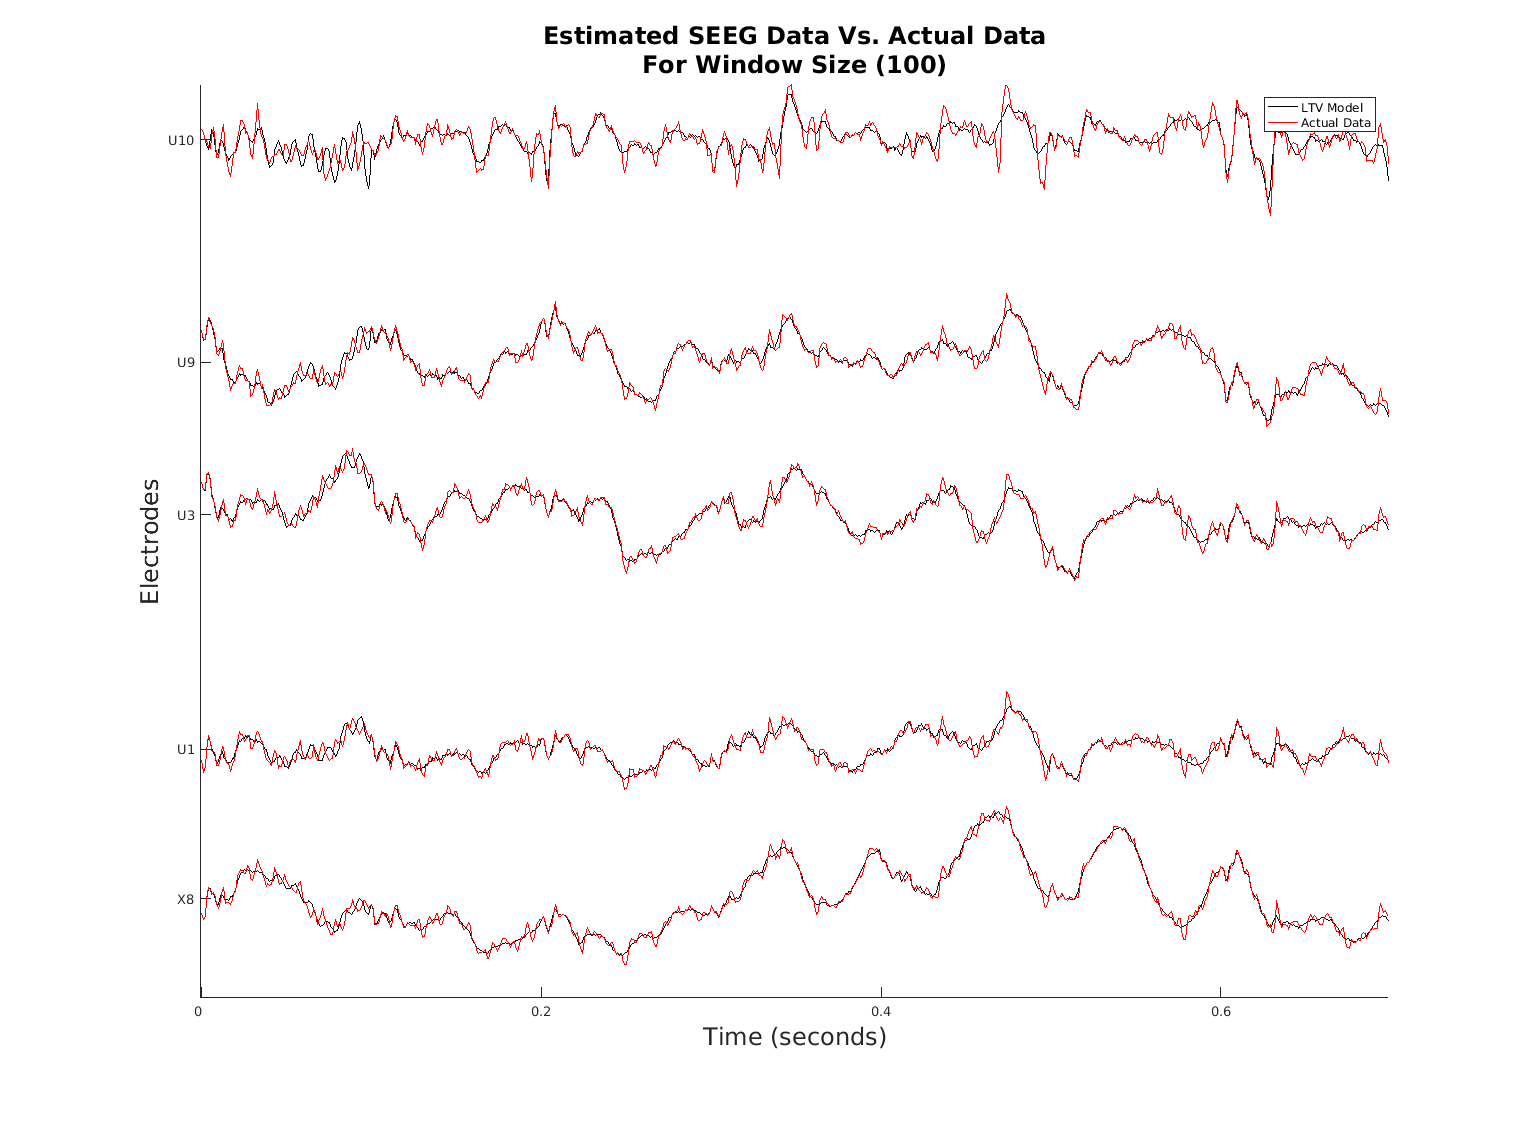 Estimated SEEG Data Vs. Actual Data
For Window Size (100)
LTV Model
Actual Data
U10
U9
U3
U1
X8
Electrodes
0
0.2
0.4
0.6
Time (seconds)